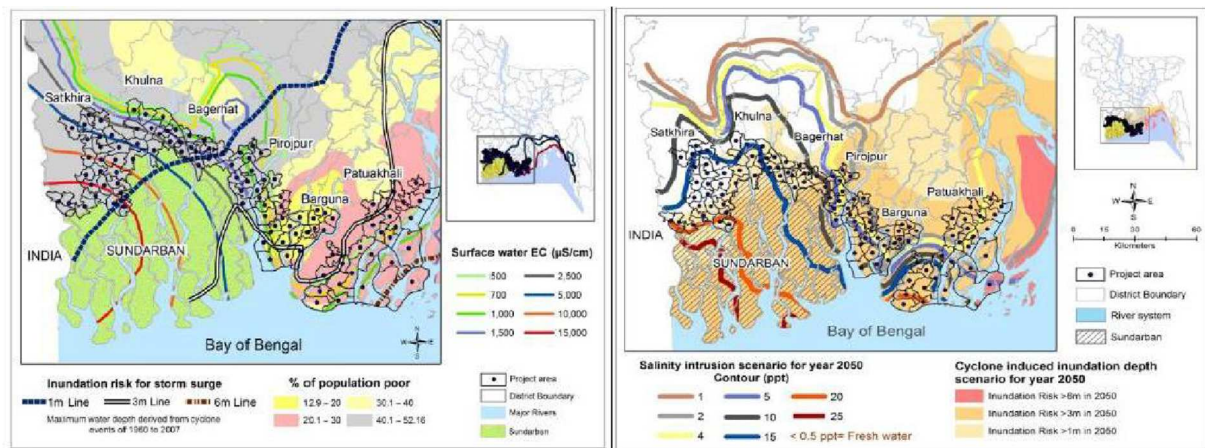 Khulna
Satkhira
Bagerhat
Pirojpur
Patuakhali
Barguna
INDIA
SUNDARBAN
Bay of Bengal
Surface water EC (µS/cm)
500
2,500
700
5,000
1,000
10,000
1,500
15,000
Inundation risk for storm surge
1m Line
3m Line
6m Line
Maximum water depth derived from cyclone
events of 1960 to 2007
% of population poor
12.9 – 20
30.1 – 40
20.1 – 30
40.1 – 52.16
Project area
District Boundary
Major Rivers
Sundarban
Satkhira
Khulna
Bagerhat
Pirojpur
Patuakhali
Barguna
INDIA
SUNDARBAN
Bay of Bengal
N
W
E
S
0
30
60
Kilometers
Project area
District Boundary
River system
Sundarban
Salinity intrusion scenario for year 2050
Contour (ppt)
1
5
20
2
10
25
4
15
< 0.5 ppt= Fresh water
Cyclone induced inundation depth
scenario for year 2050
Inundation Risk >6m in 2050
Inundation Risk >3m in 2050
Inundation Risk >1m in 2050